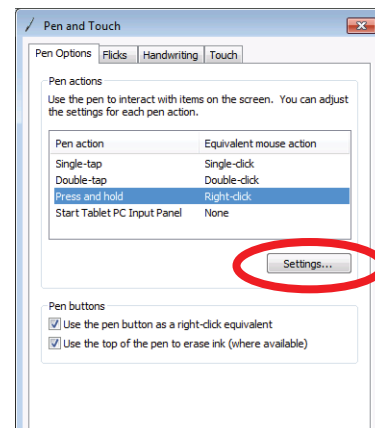 Pen and Touch
Pen Options Flicks Handwriting Touch
Pen actions
Use the pen to interact with items on the screen. You can adjust
the settings for each pen action.
Pen action Equivalent mouse action
Single-tap Single-click
Double-tap Double-click
Press and hold Right-click
Start Tablet PC Input Panel None
Settings...
Pen buttons
Use the pen button as a right-click equivalent
Use the top of the pen to erase ink (where available)